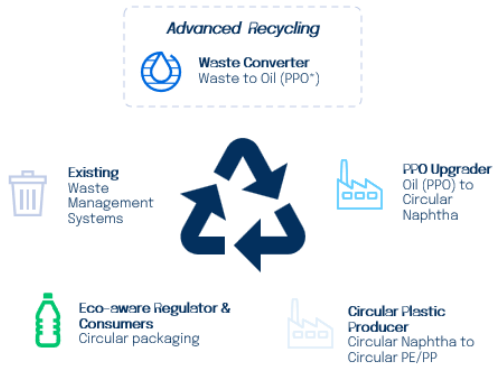 Advanced Recycling
Waste Converter
Waste to Oil (PPO*)
Existing
Waste
Management
Systems
PPO Upgrader
Oil (PPO) to
Circular
Naphtha
Eco-aware Regulator &
Consumers
Circular packaging
Circular Plastic
Producer
Circular Naphtha to
Circular PE/PP